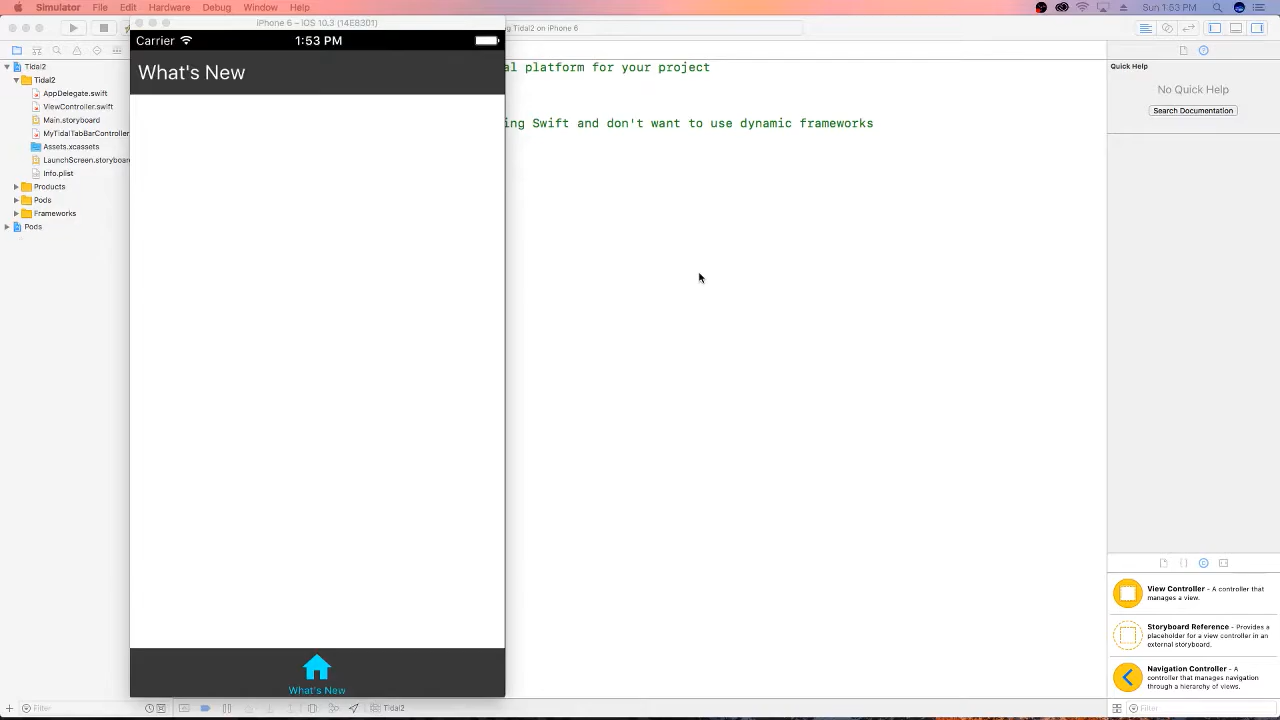 Simulator File Edit Hardware Debug Window Help
Sun 1:53 PM
iPhone 6 – iOS 10.3 (14E8301)
g Tidal2 on iPhone 6
Carrier
1:53 PM
What's New
Tidal2
Tidal2
AppDelegate.swift
ViewController.swift
Main.storyboard
MyTidalTabBarController
Assets.xcassets
LaunchScreen.storyboard
Info.plist
Products
Pods
Frameworks
Pods
al platform for your project
ing Swift and don't want to use dynamic frameworks
Quick Help
No Quick Help
Search Documentation
View Controller - A controller that
manages a view.
Storyboard Reference - Provides a
placeholder for a view controller in an
external storyboard.
Navigation Controller - A
controller that manages navigation
through a hierarchy of views.
What's New
Filter
Tidal2
Filter